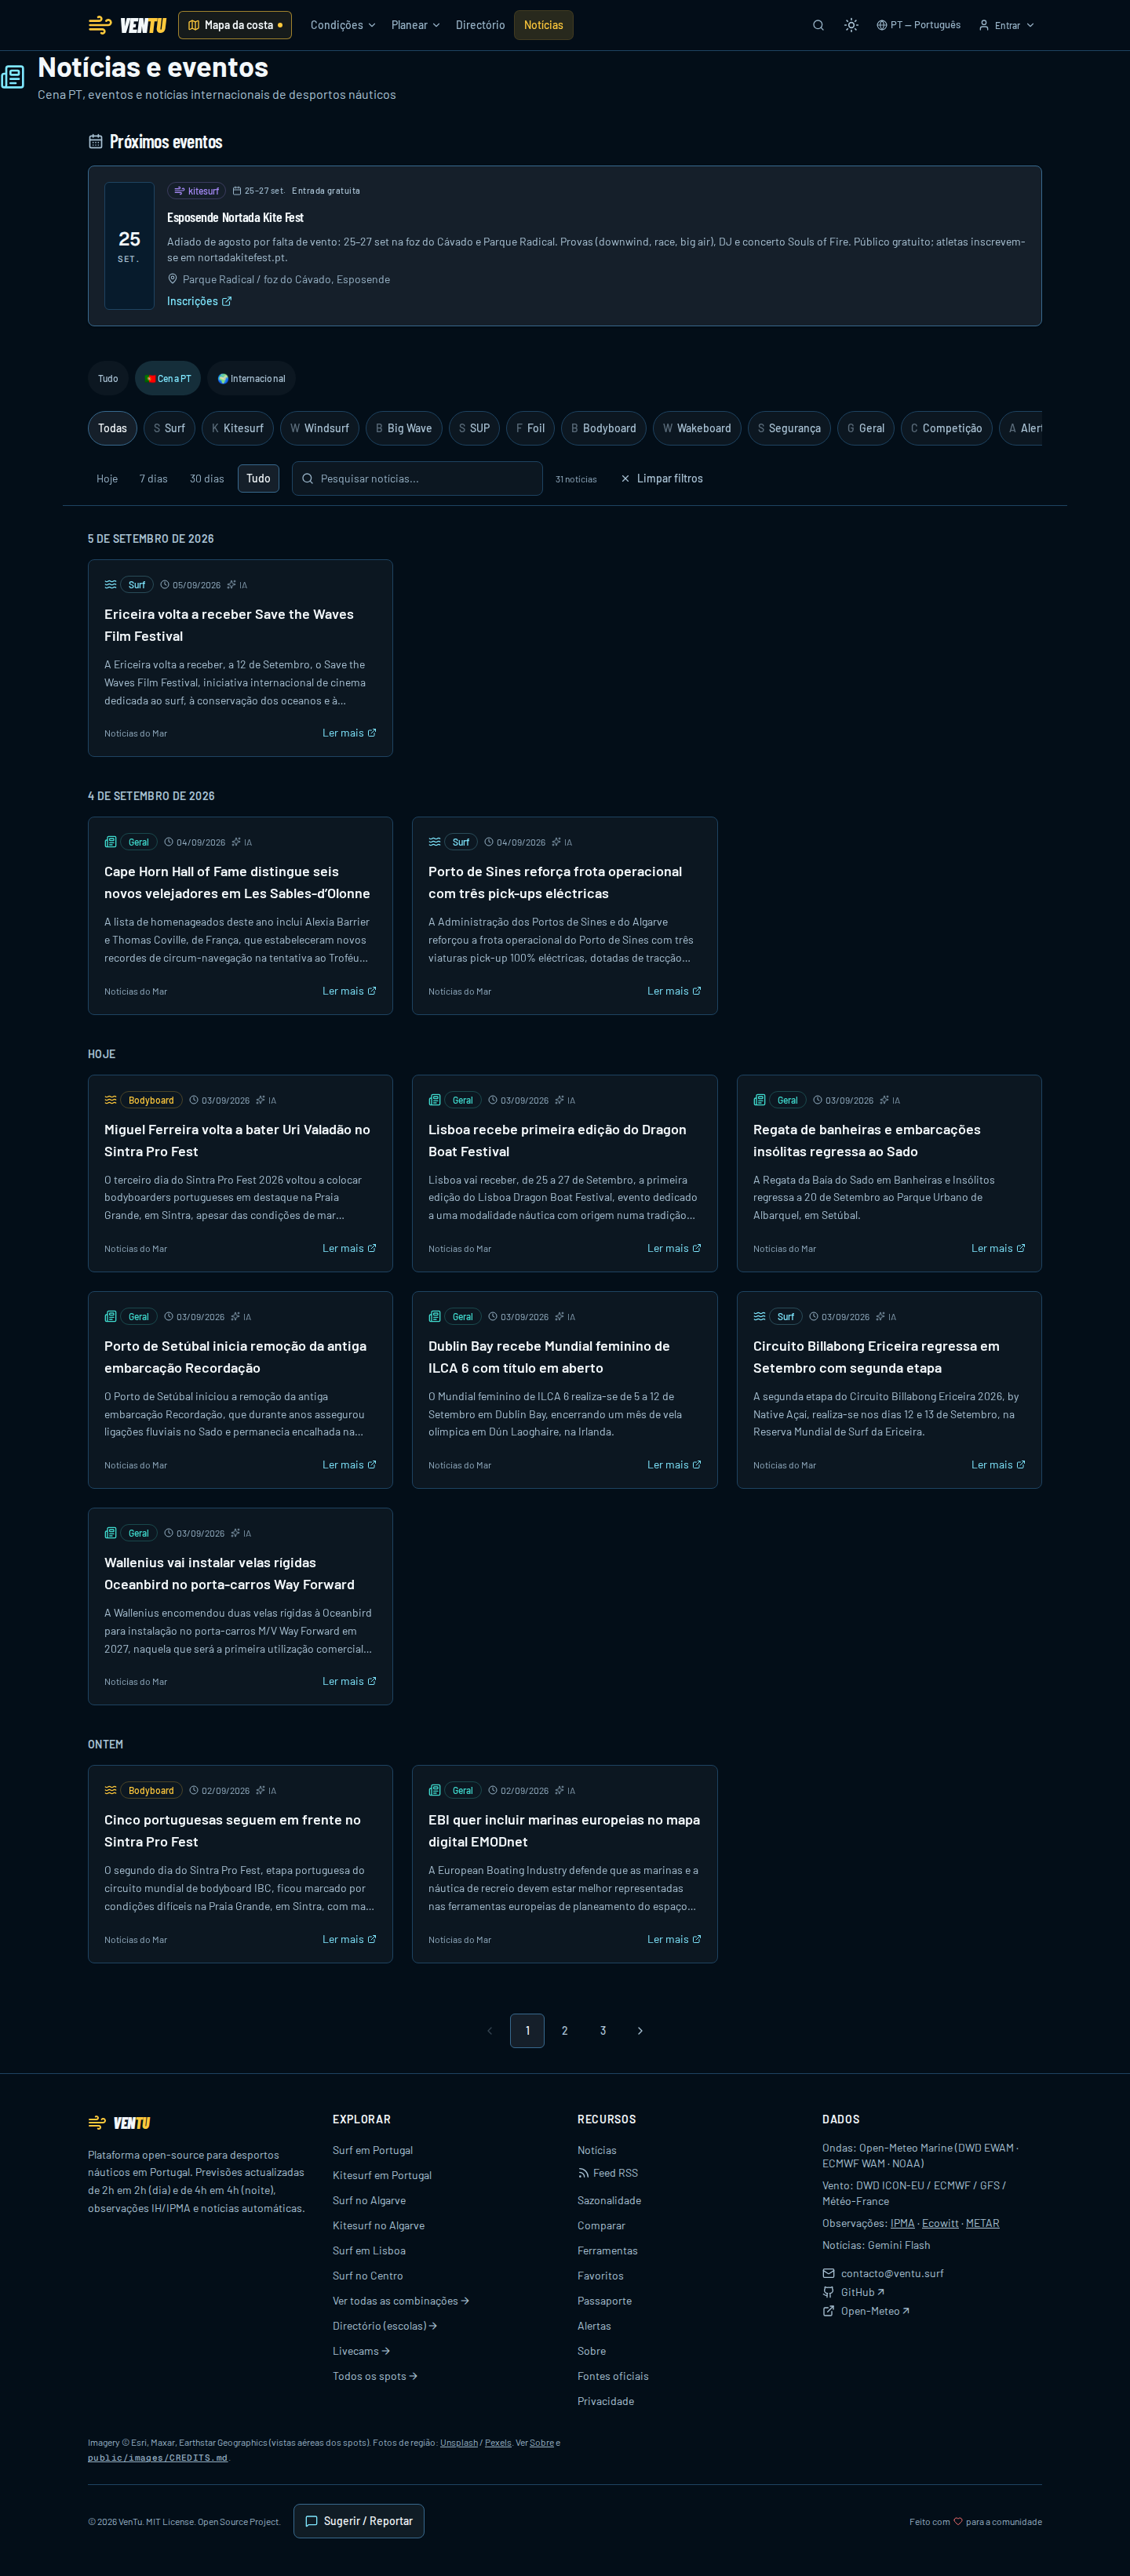 VENTU
Mapa da costa
Condições
Planear
Directório
Notícias
PT — Português
Entrar
Notícias e eventos
Cena PT, eventos e notícias internacionais de desportos náuticos
Próximos eventos
25
SET.
kitesurf
25–27 set.
Entrada gratuita
Esposende Nortada Kite Fest
Adiado de agosto por falta de vento: 25–27 set na foz do Cávado e Parque Radical. Provas (downwind, race, big air), DJ e concerto Souls of Fire. Público gratuito; atletas inscrevem-
se em nortadakitefest.pt.
Parque Radical / foz do Cávado, Esposende
Inscrições
Tudo
🇵🇹 Cena PT
🌍 Internacional
Todas
S Surf
K Kitesurf
W Windsurf
B Big Wave
S SUP
F Foil
B Bodyboard
W Wakeboard
S Segurança
G Geral
C Competição
A Alert
Hoje
7 dias
30 dias
Tudo
Pesquisar notícias...
31 notícias
Limpar filtros
5 DE SETEMBRO DE 2026
Surf
05/09/2026
IA
Ericeira volta a receber Save the Waves
Film Festival
A Ericeira volta a receber, a 12 de Setembro, o Save the
Waves Film Festival, iniciativa internacional de cinema
dedicada ao surf, à conservação dos oceanos e à...
Notícias do Mar
Ler mais
4 DE SETEMBRO DE 2026
Geral
04/09/2026
IA
Cape Horn Hall of Fame distingue seis
novos velejadores em Les Sables-d’Olonne
A lista de homenageados deste ano inclui Alexia Barrier
e Thomas Coville, de França, que estabeleceram novos
recordes de circum-navegação na tentativa ao Troféu...
Notícias do Mar
Ler mais
Surf
04/09/2026
IA
Porto de Sines reforça frota operacional
com três pick-ups eléctricas
A Administração dos Portos de Sines e do Algarve
reforçou a frota operacional do Porto de Sines com três
viaturas pick-up 100% eléctricas, dotadas de tracção...
Notícias do Mar
Ler mais
HOJE
Bodyboard
03/09/2026
IA
Miguel Ferreira volta a bater Uri Valadão no
Sintra Pro Fest
O terceiro dia do Sintra Pro Fest 2026 voltou a colocar
bodyboarders portugueses em destaque na Praia
Grande, em Sintra, apesar das condições de mar...
Notícias do Mar
Ler mais
Geral
03/09/2026
IA
Lisboa recebe primeira edição do Dragon
Boat Festival
Lisboa vai receber, de 25 a 27 de Setembro, a primeira
edição do Lisboa Dragon Boat Festival, evento dedicado
a uma modalidade náutica com origem numa tradição...
Notícias do Mar
Ler mais
Geral
03/09/2026
IA
Regata de banheiras e embarcações
insólitas regressa ao Sado
A Regata da Baía do Sado em Banheiras e Insólitos
regressa a 20 de Setembro ao Parque Urbano de
Albarquel, em Setúbal.
Notícias do Mar
Ler mais
Geral
03/09/2026
IA
Porto de Setúbal inicia remoção da antiga
embarcação Recordação
O Porto de Setúbal iniciou a remoção da antiga
embarcação Recordação, que durante anos assegurou
ligações fluviais no Sado e permanecia encalhada na...
Notícias do Mar
Ler mais
Geral
03/09/2026
IA
Dublin Bay recebe Mundial feminino de
ILCA 6 com título em aberto
O Mundial feminino de ILCA 6 realiza-se de 5 a 12 de
Setembro em Dublin Bay, encerrando um mês de vela
olímpica em Dún Laoghaire, na Irlanda.
Notícias do Mar
Ler mais
Surf
03/09/2026
IA
Circuito Billabong Ericeira regressa em
Setembro com segunda etapa
A segunda etapa do Circuito Billabong Ericeira 2026, by
Native Açaí, realiza-se nos dias 12 e 13 de Setembro, na
Reserva Mundial de Surf da Ericeira.
Notícias do Mar
Ler mais
Geral
03/09/2026
IA
Wallenius vai instalar velas rígidas
Oceanbird no porta-carros Way Forward
A Wallenius encomendou duas velas rígidas à Oceanbird
para instalação no porta-carros M/V Way Forward em
2027, naquela que será a primeira utilização comercial...
Notícias do Mar
Ler mais
ONTEM
Bodyboard
02/09/2026
IA
Cinco portuguesas seguem em frente no
Sintra Pro Fest
O segundo dia do Sintra Pro Fest, etapa portuguesa do
circuito mundial de bodyboard IBC, ficou marcado por
condições difíceis na Praia Grande, em Sintra, com ma...
Notícias do Mar
Ler mais
Geral
02/09/2026
IA
EBI quer incluir marinas europeias no mapa
digital EMODnet
A European Boating Industry defende que as marinas e a
náutica de recreio devem estar melhor representadas
nas ferramentas europeias de planeamento do espaço...
Notícias do Mar
Ler mais
1
2
3
VENTU
Plataforma open-source para desportos
náuticos em Portugal. Previsões actualizadas
de 2h em 2h (dia) e de 4h em 4h (noite),
observações IH/IPMA e notícias automáticas.
EXPLORAR
Surf em Portugal
Kitesurf em Portugal
Surf no Algarve
Kitesurf no Algarve
Surf em Lisboa
Surf no Centro
Ver todas as combinações →
Directório (escolas) →
Livecams →
Todos os spots →
RECURSOS
Notícias
Feed RSS
Sazonalidade
Comparar
Ferramentas
Favoritos
Passaporte
Alertas
Sobre
Fontes oficiais
Privacidade
DADOS
Ondas: Open-Meteo Marine (DWD EWAM ·
ECMWF WAM · NOAA)
Vento: DWD ICON-EU / ECMWF / GFS /
Météo-France
Observações: IPMA · Ecowitt · METAR
Notícias: Gemini Flash
contacto@ventu.surf
GitHub ↗
Open-Meteo ↗
Imagery © Esri, Maxar, Earthstar Geographics (vistas aéreas dos spots). Fotos de região: Unsplash / Pexels. Ver Sobre e
public/images/CREDITS.md.
© 2026 VenTu. MIT License. Open Source Project.
Sugerir / Reportar
Feito com ♡ para a comunidade